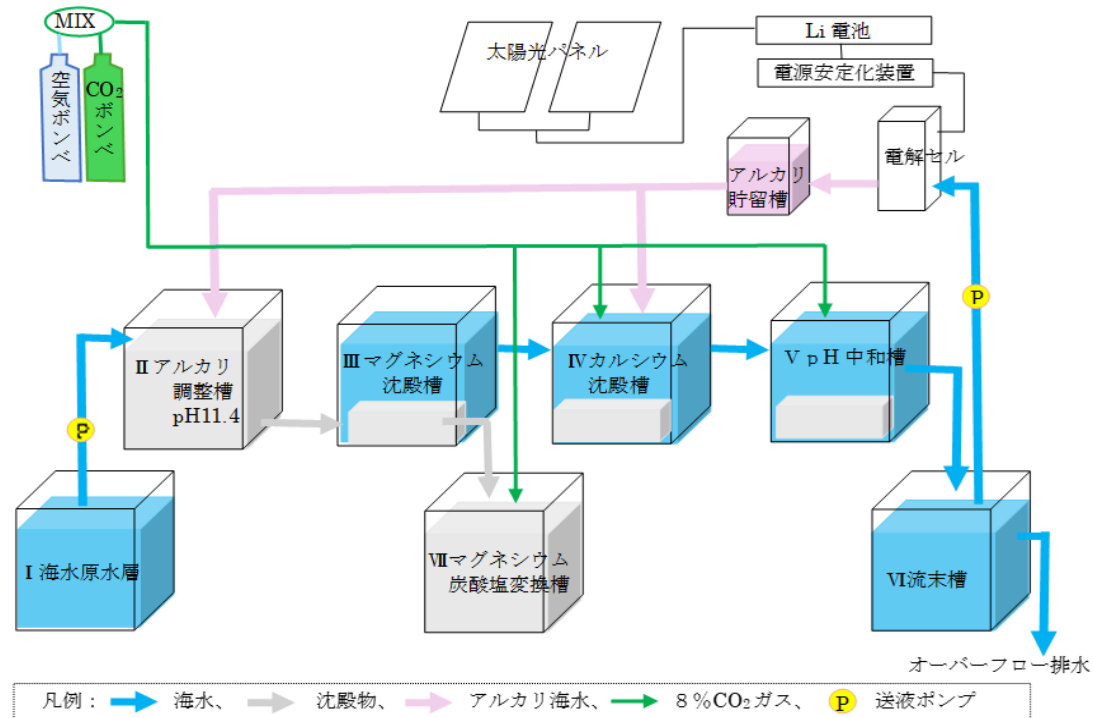 MIX
空気ボンベ
CO₂ボンベ
太陽光パネル
Li 電池
電源安定化装置
電解セル
アルカリ
貯留槽
Ⅱアルカリ
調整槽
pH11.4
Ⅲマグネシウム
沈殿槽
Ⅳカルシウム
沈殿槽
Ⅴ pH 中和槽
P
P
Ⅰ海水原水層
Ⅶマグネシウム
炭酸塩変換槽
Ⅵ流末槽
オーバーフロー排水
凡例： 海水、 沈殿物、 アルカリ海水、 8％CO₂ガス、 P 送液ポンプ